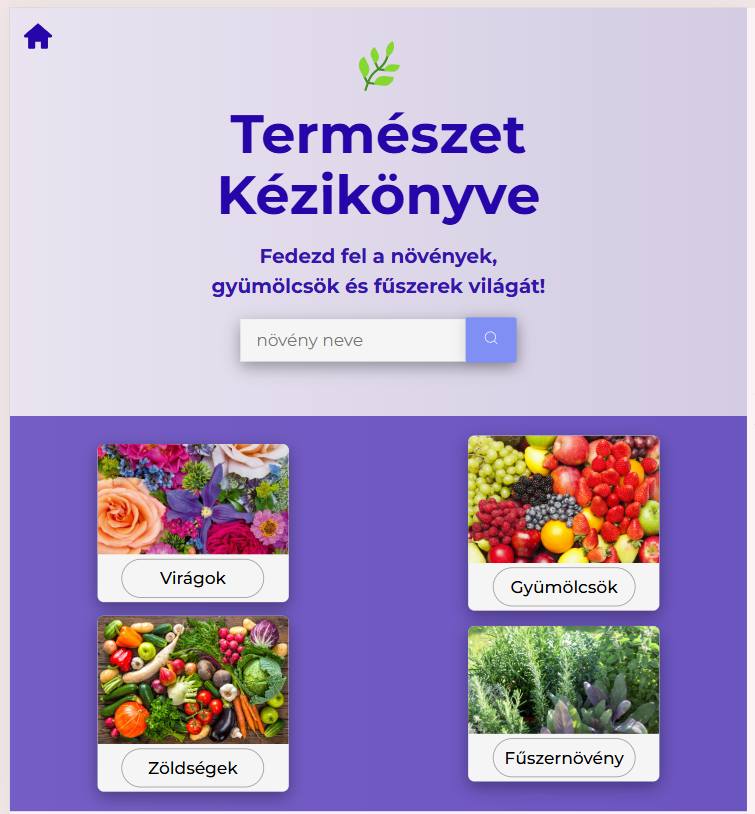 Természet
Kézikönyve
Fedezd fel a növények,
gyümölcsök és fűszerek világát!
növény neve
Virágok
Gyümölcsök
Zöldségek
Fűszernövény